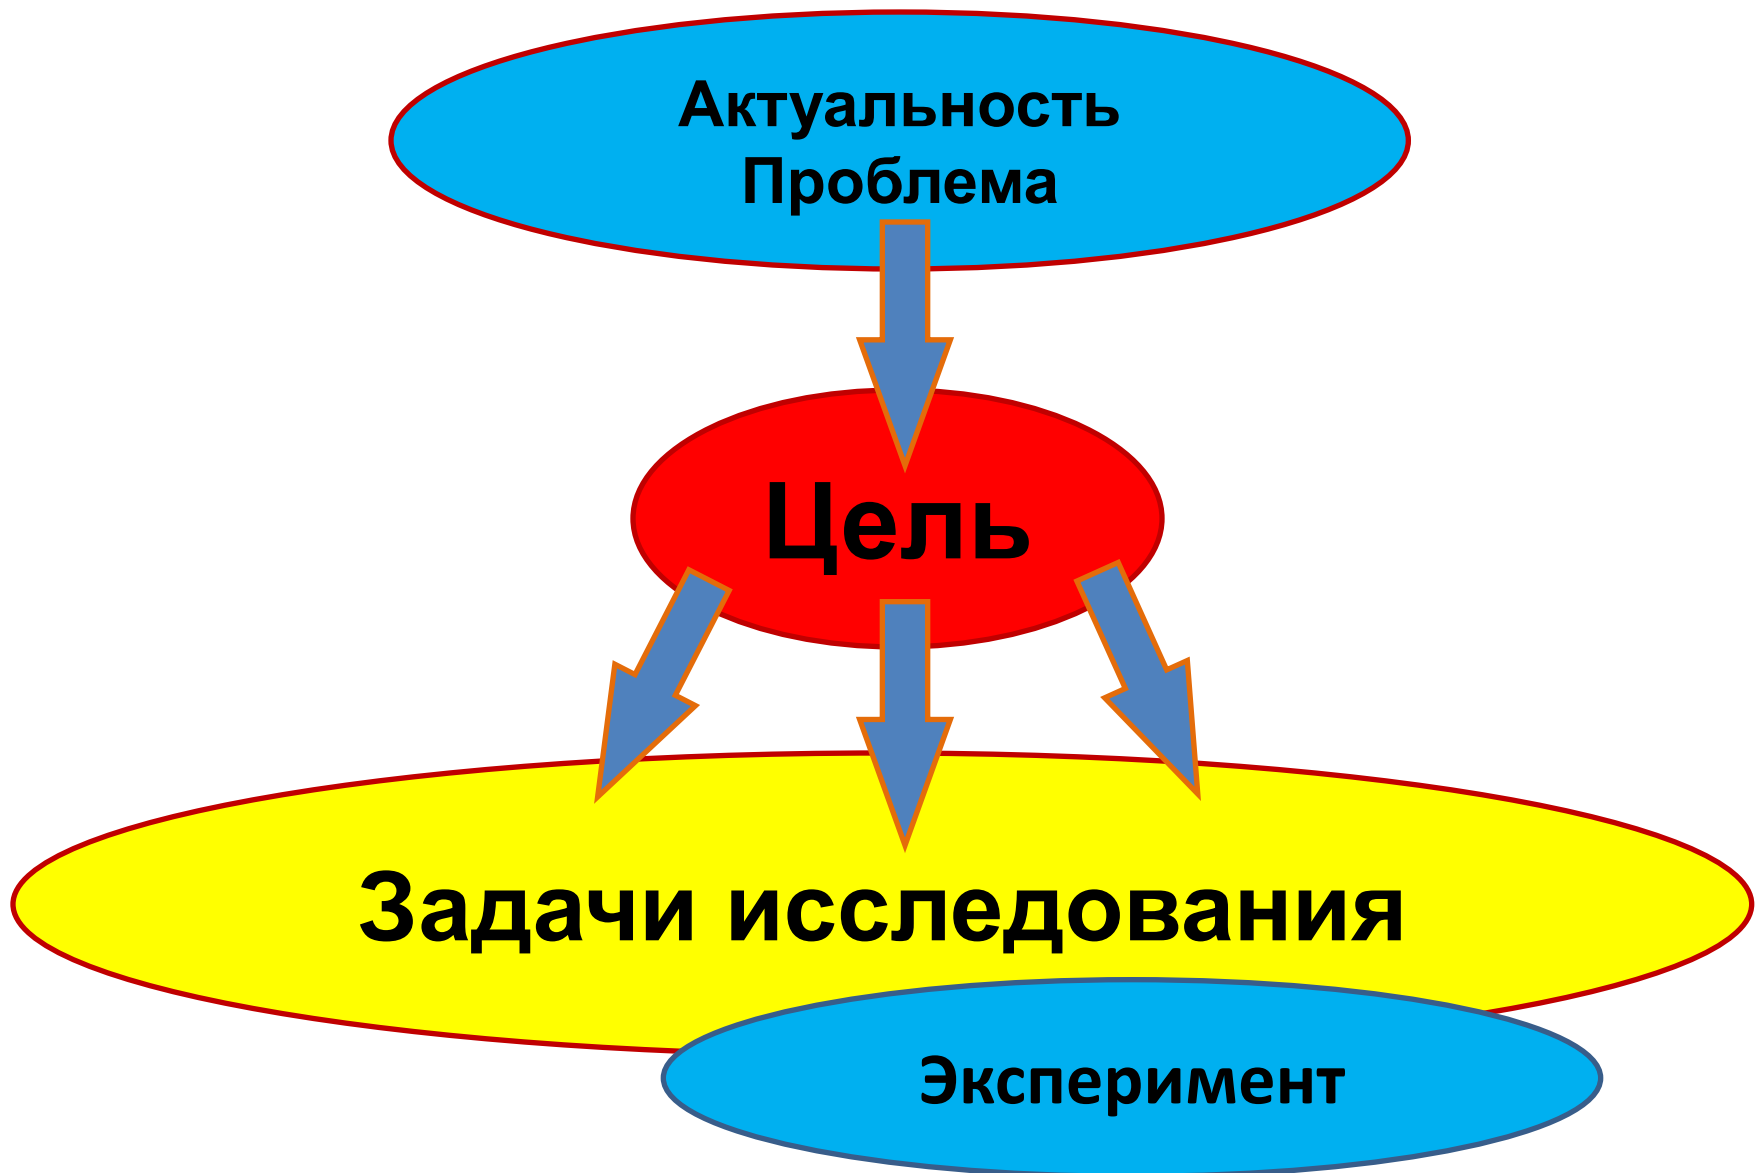 Актуальность
Проблема
Цель
Задачи исследования
Эксперимент